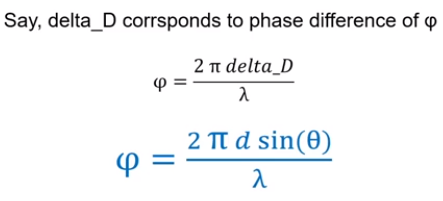 Say, delta_D corrsponds to phase difference of φ
φ = 2 π delta_D / λ
φ = 2 π d sin(θ) / λ